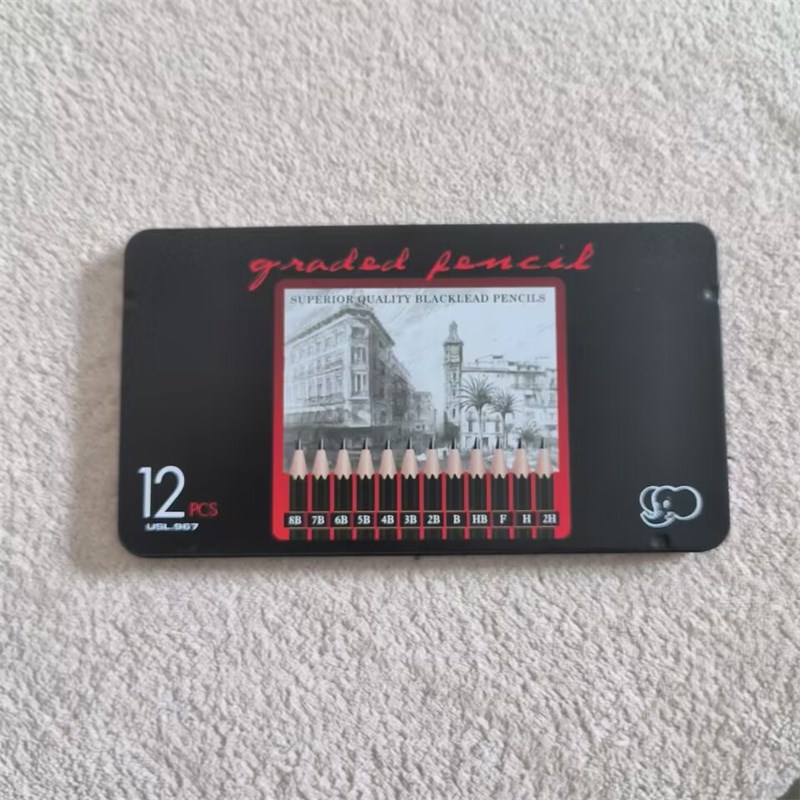 graded pencil
SUPERIOR QUALITY BLACKLEAD PENCILS
8B 7B 6B 5B 4B 3B 2B B HB F H 2H
12 PCS
USL.967